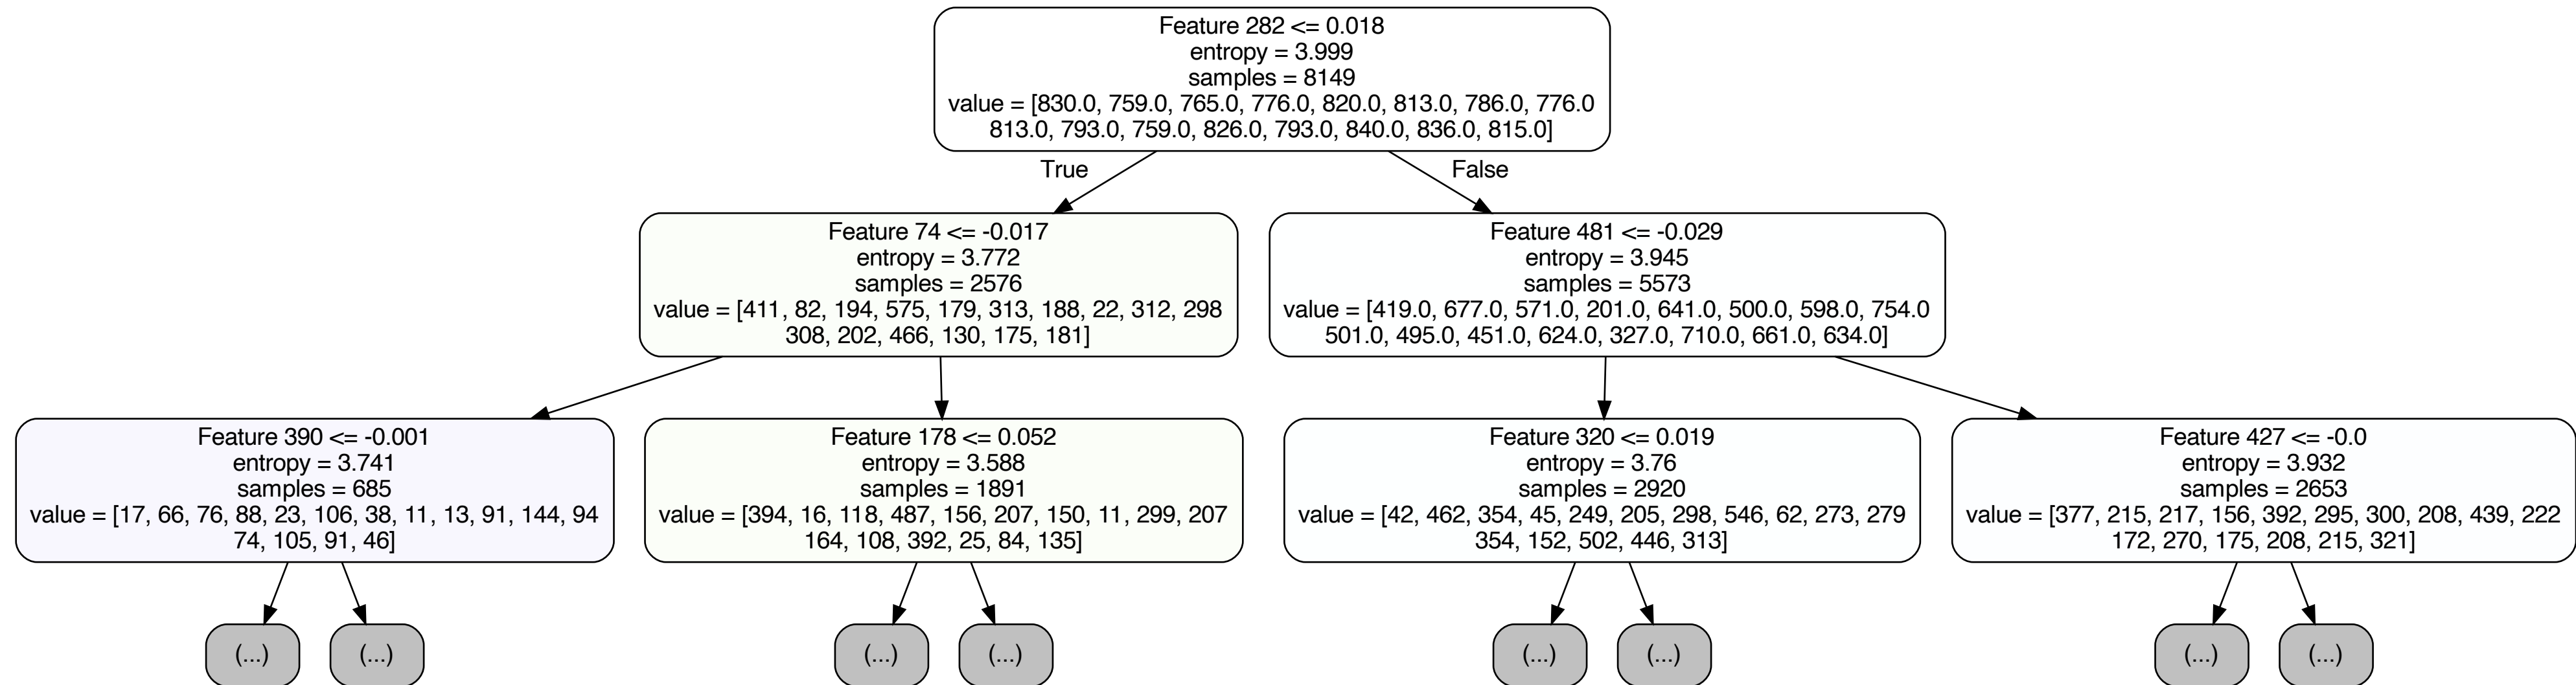 Feature 282 <= 0.018
entropy = 3.999
samples = 8149
value = [830.0, 759.0, 765.0, 776.0, 820.0, 813.0, 786.0, 776.0
813.0, 793.0, 759.0, 826.0, 793.0, 840.0, 836.0, 815.0]
True
False
Feature 74 <= -0.017
entropy = 3.772
samples = 2576
value = [411, 82, 194, 575, 179, 313, 188, 22, 312, 298
308, 202, 466, 130, 175, 181]
Feature 481 <= -0.029
entropy = 3.945
samples = 5573
value = [419.0, 677.0, 571.0, 201.0, 641.0, 500.0, 598.0, 754.0
501.0, 495.0, 451.0, 624.0, 327.0, 710.0, 661.0, 634.0]
Feature 390 <= -0.001
entropy = 3.741
samples = 685
value = [17, 66, 76, 88, 23, 106, 38, 11, 13, 91, 144, 94
74, 105, 91, 46]
Feature 178 <= 0.052
entropy = 3.588
samples = 1891
value = [394, 16, 118, 487, 156, 207, 150, 11, 299, 207
164, 108, 392, 25, 84, 135]
Feature 320 <= 0.019
entropy = 3.76
samples = 2920
value = [42, 462, 354, 45, 249, 205, 298, 546, 62, 273, 279
354, 152, 502, 446, 313]
Feature 427 <= -0.0
entropy = 3.932
samples = 2653
value = [377, 215, 217, 156, 392, 295, 300, 208, 439, 222
172, 270, 175, 208, 215, 321]
(...)
(...)
(...)
(...)
(...)
(...)
(...)
(...)